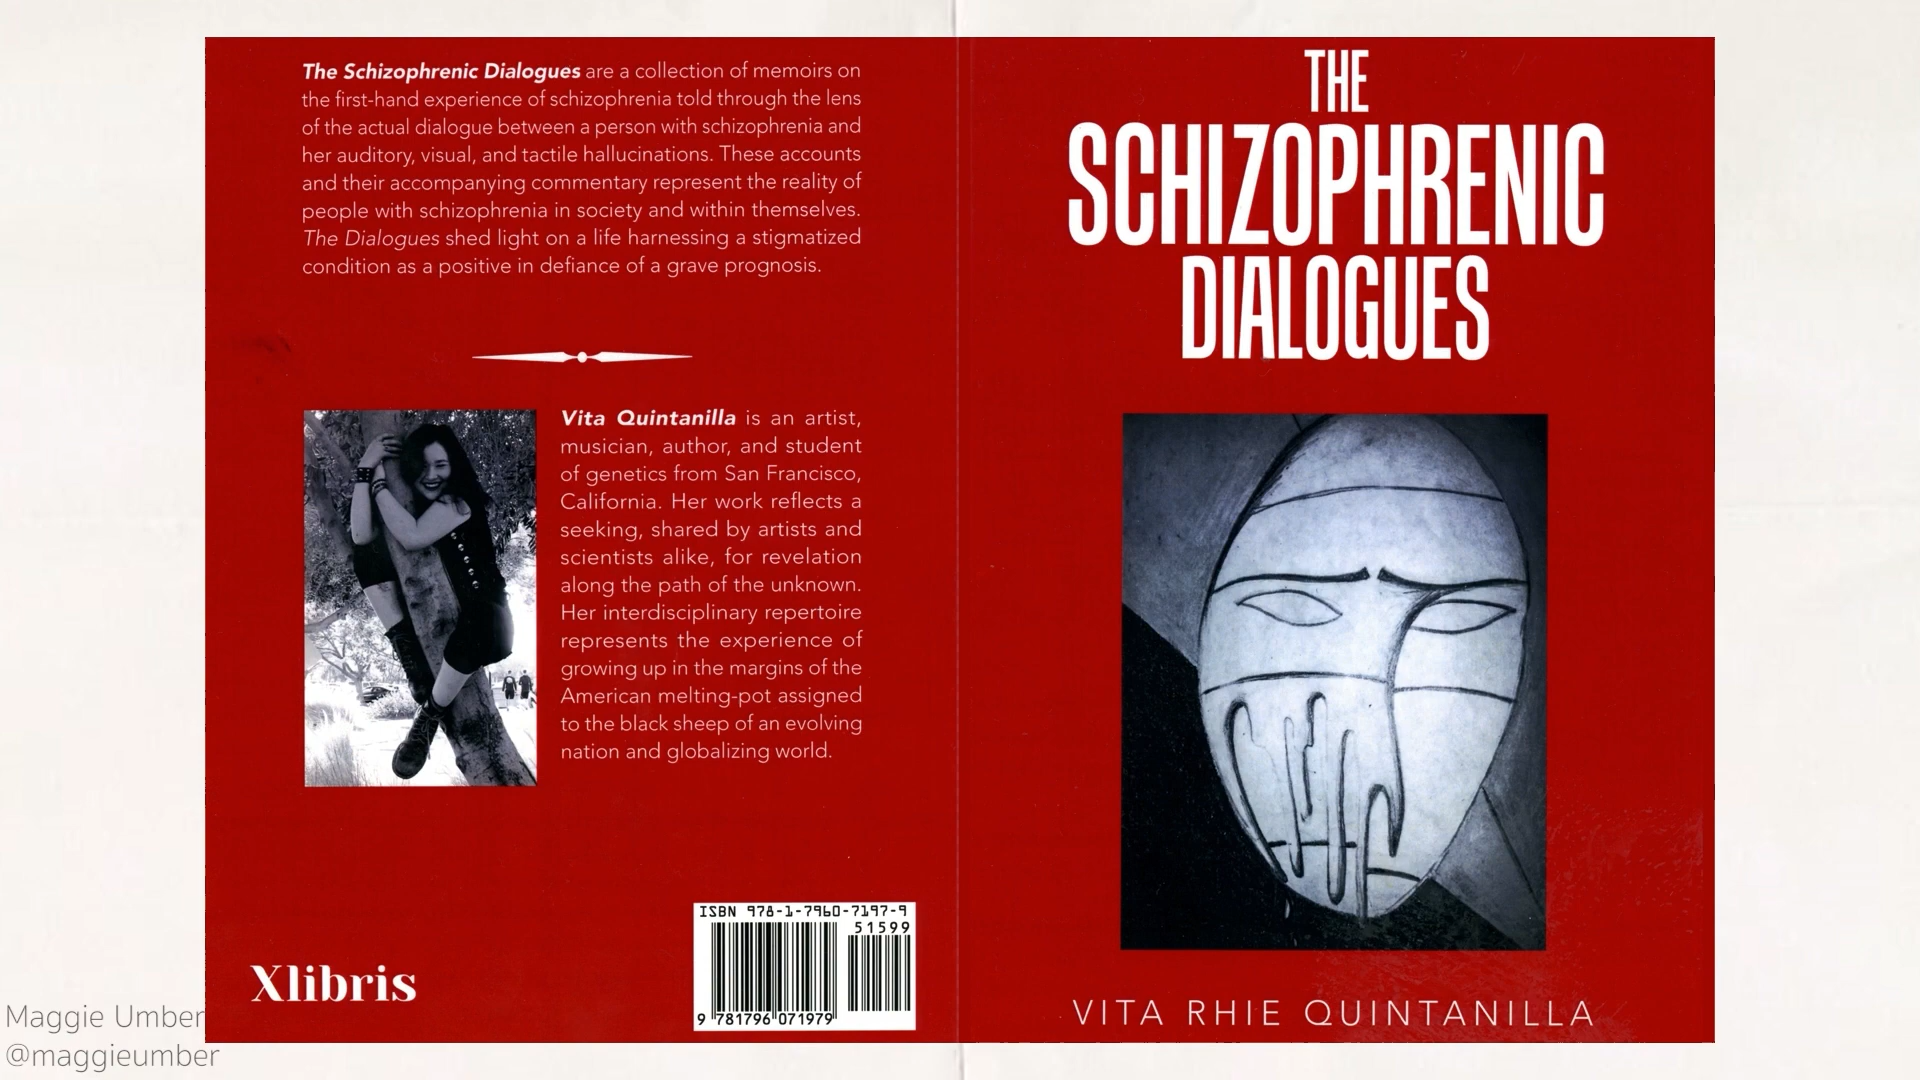 The Schizophrenic Dialogues are a collection of memoirs on
the first-hand experience of schizophrenia told through the lens
of the actual dialogue between a person with schizophrenia and
her auditory, visual, and tactile hallucinations. These accounts
and their accompanying commentary represent the reality of
people with schizophrenia in society and within themselves.
The Dialogues shed light on a life harnessing a stigmatized
condition as a positive in defiance of a grave prognosis.
Vita Quintanilla is an artist,
musician, author, and student
of genetics from San Francisco,
California. Her work reflects a
seeking, shared by artists and
scientists alike, for revelation
along the path of the unknown.
Her interdisciplinary repertoire
represents the experience of
growing up in the margins of the
American melting-pot assigned
to the black sheep of an evolving
nation and globalizing world.
Xlibris
ISBN 978-1-7960-7197-9
51599
9 781796 071979
THE
SCHIZOPHRENIC
DIALOGUES
VITA RHIE QUINTANILLA
Maggie Umber
@maggieumber